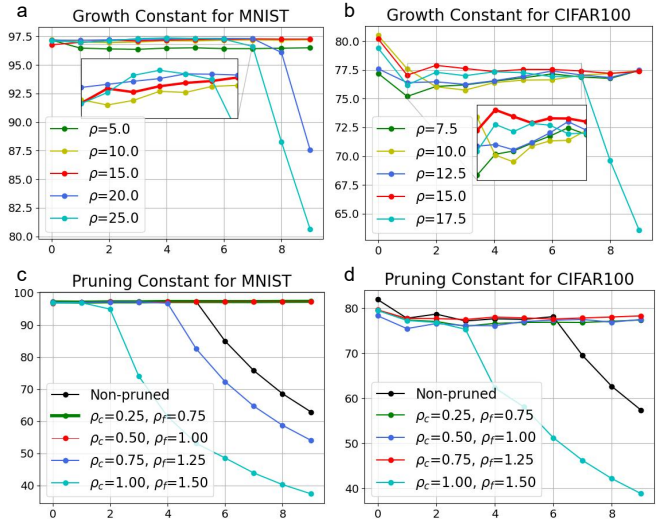 a
Growth Constant for MNIST
97.5
95.0
92.5
90.0
87.5
85.0
82.5
80.0
ρ=5.0
ρ=10.0
ρ=15.0
ρ=20.0
ρ=25.0
0 2 4 6 8
b
Growth Constant for CIFAR100
80.0
77.5
75.0
72.5
70.0
67.5
65.0
ρ=7.5
ρ=10.0
ρ=12.5
ρ=15.0
ρ=17.5
0 2 4 6 8
c
Pruning Constant for MNIST
100
90
80
70
60
50
40
Non-pruned
ρc=0.25, ρf=0.75
ρc=0.50, ρf=1.00
ρc=0.75, ρf=1.25
ρc=1.00, ρf=1.50
0 2 4 6 8
d
Pruning Constant for CIFAR100
80
70
60
50
40
Non-pruned
ρc=0.25, ρf=0.75
ρc=0.50, ρf=1.00
ρc=0.75, ρf=1.25
ρc=1.00, ρf=1.50
0 2 4 6 8